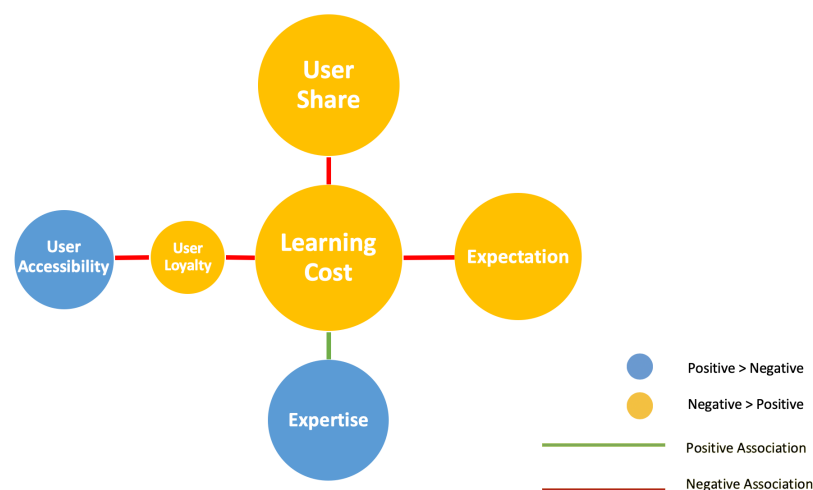 User
Share
User
Accessibility
User
Loyalty
Learning
Cost
Expectation
Expertise
Positive > Negative
Negative > Positive
Positive Association
Negative Association